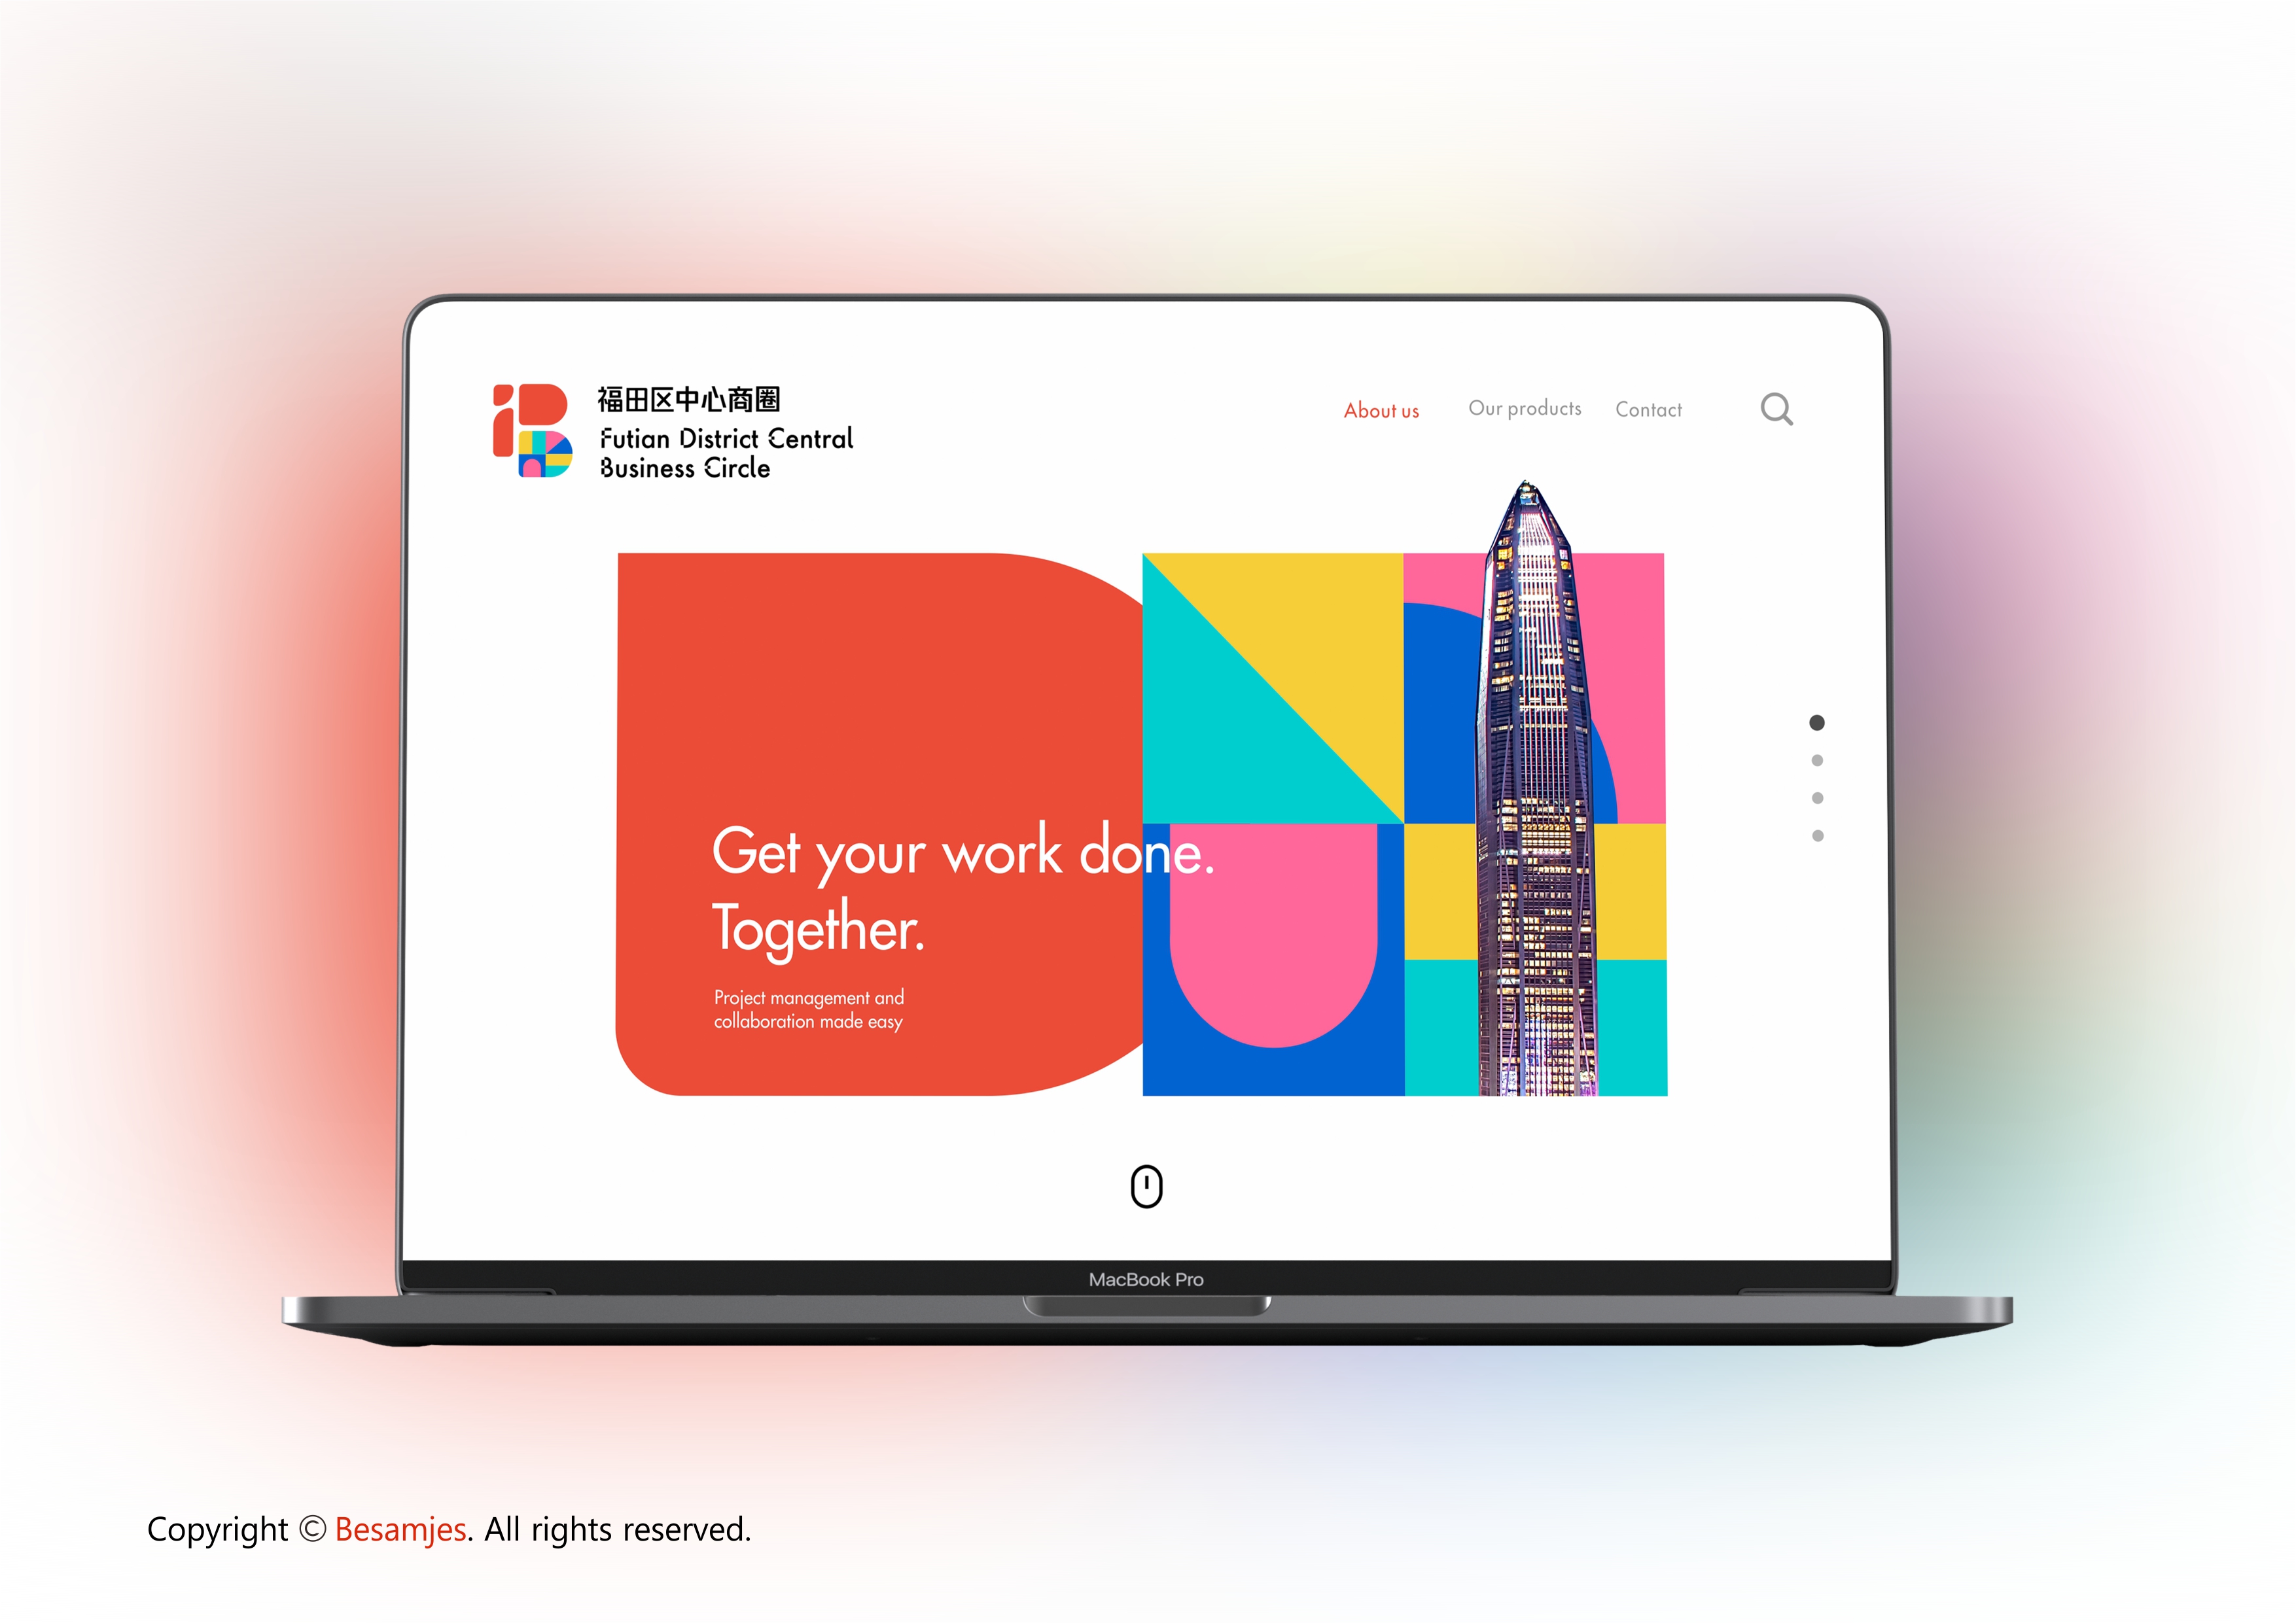 福田区中心商圈
Futian District Central
Business Circle
About us
Our products
Contact
Get your work done.
Together.
Project management and
collaboration made easy
MacBook Pro
Copyright © Besamjes. All rights reserved.